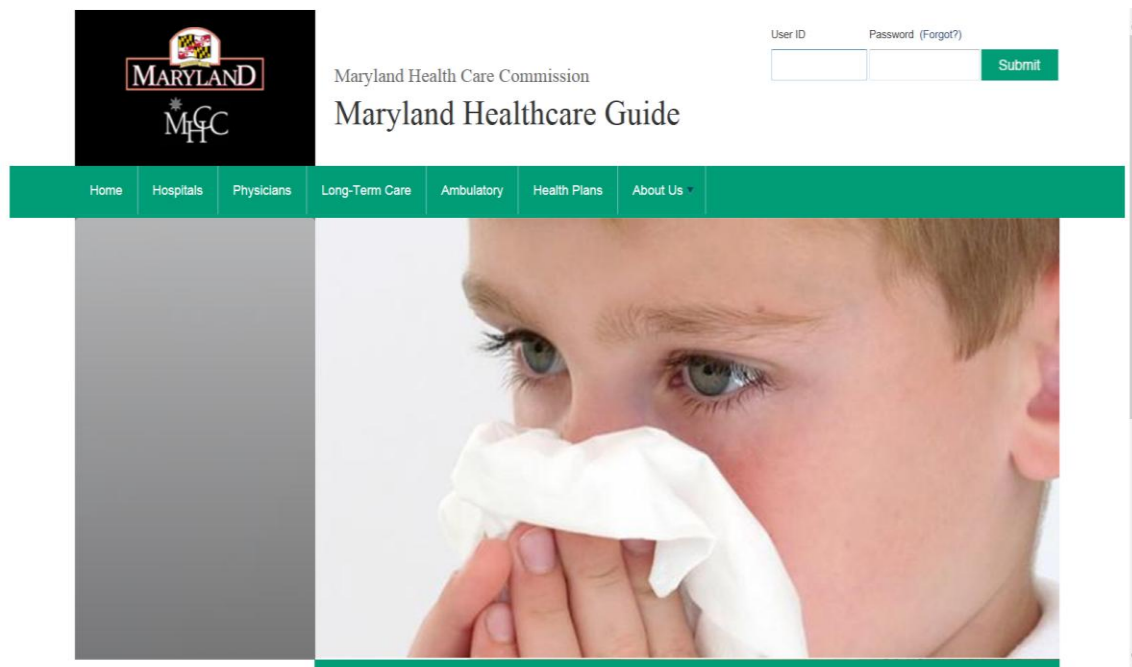 MARYLAND
MHCC
Maryland Health Care Commission
Maryland Healthcare Guide
User ID
Password (Forgot?)
Submit
Home Hospitals Physicians Long-Term Care Ambulatory Health Plans About Us